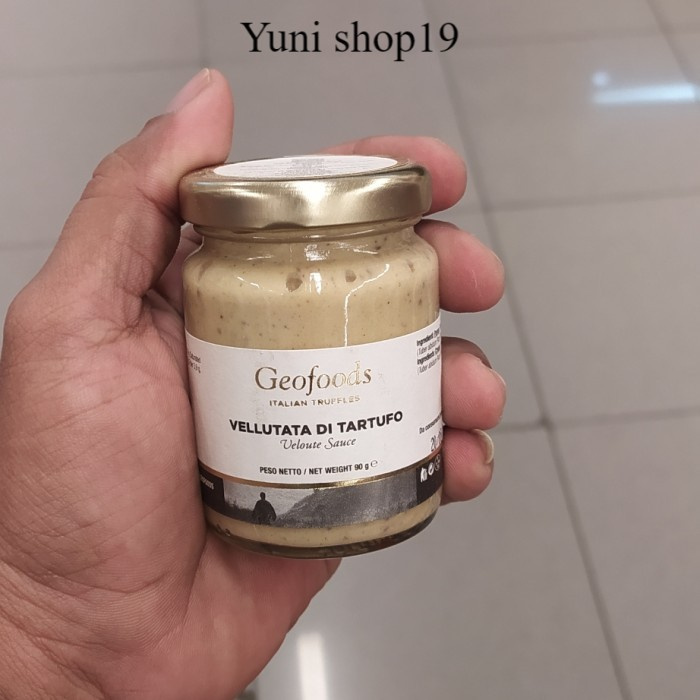 Yuni shop19
Geofoods
ITALIAN TRUFFLES
VELLUTATA DI TARTUFO
Veloute Sauce
PESO NETTO / NET WEIGHT 90 g ℮